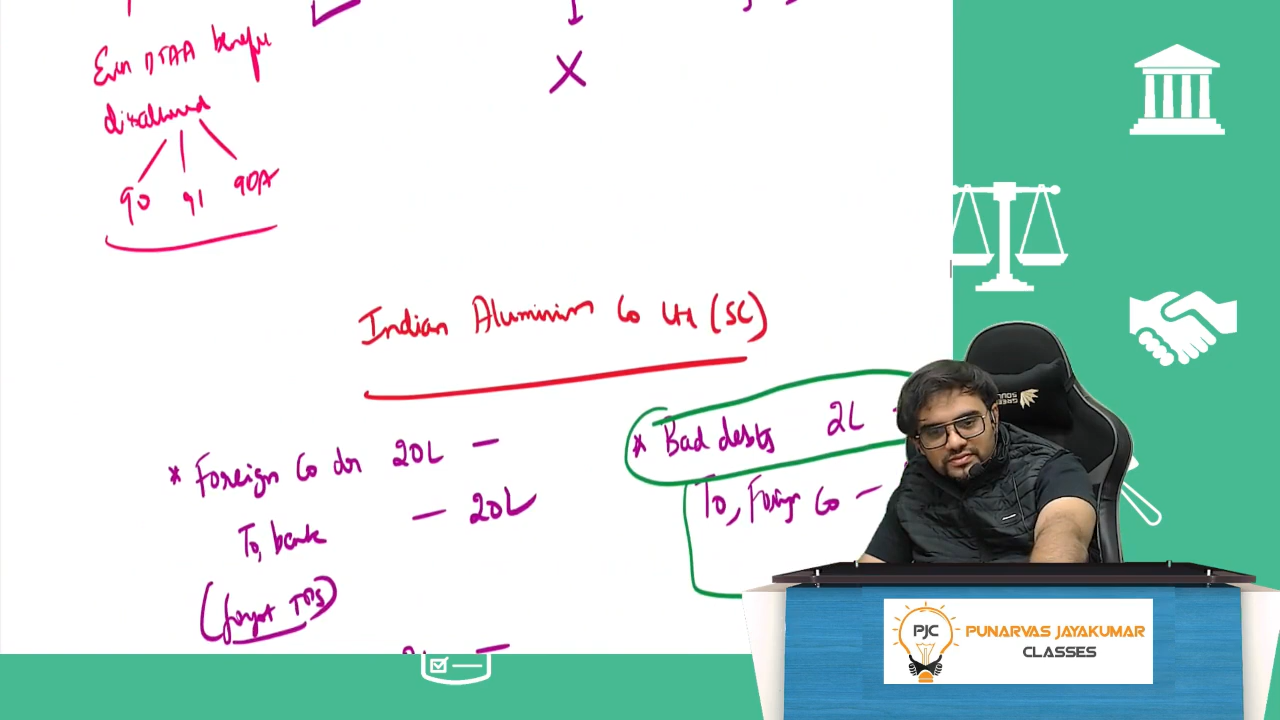 Even DTAA benefit
disallowed
90 91 90A
X
Indian Aluminium Co Ltd (SC)
* Foreign Co dr 20L —
To, bank — 20L
(forgot TDS)
* Bad debts 2L
To, Foreign Co —
PJC
PUNARVAS JAYAKUMAR
CLASSES